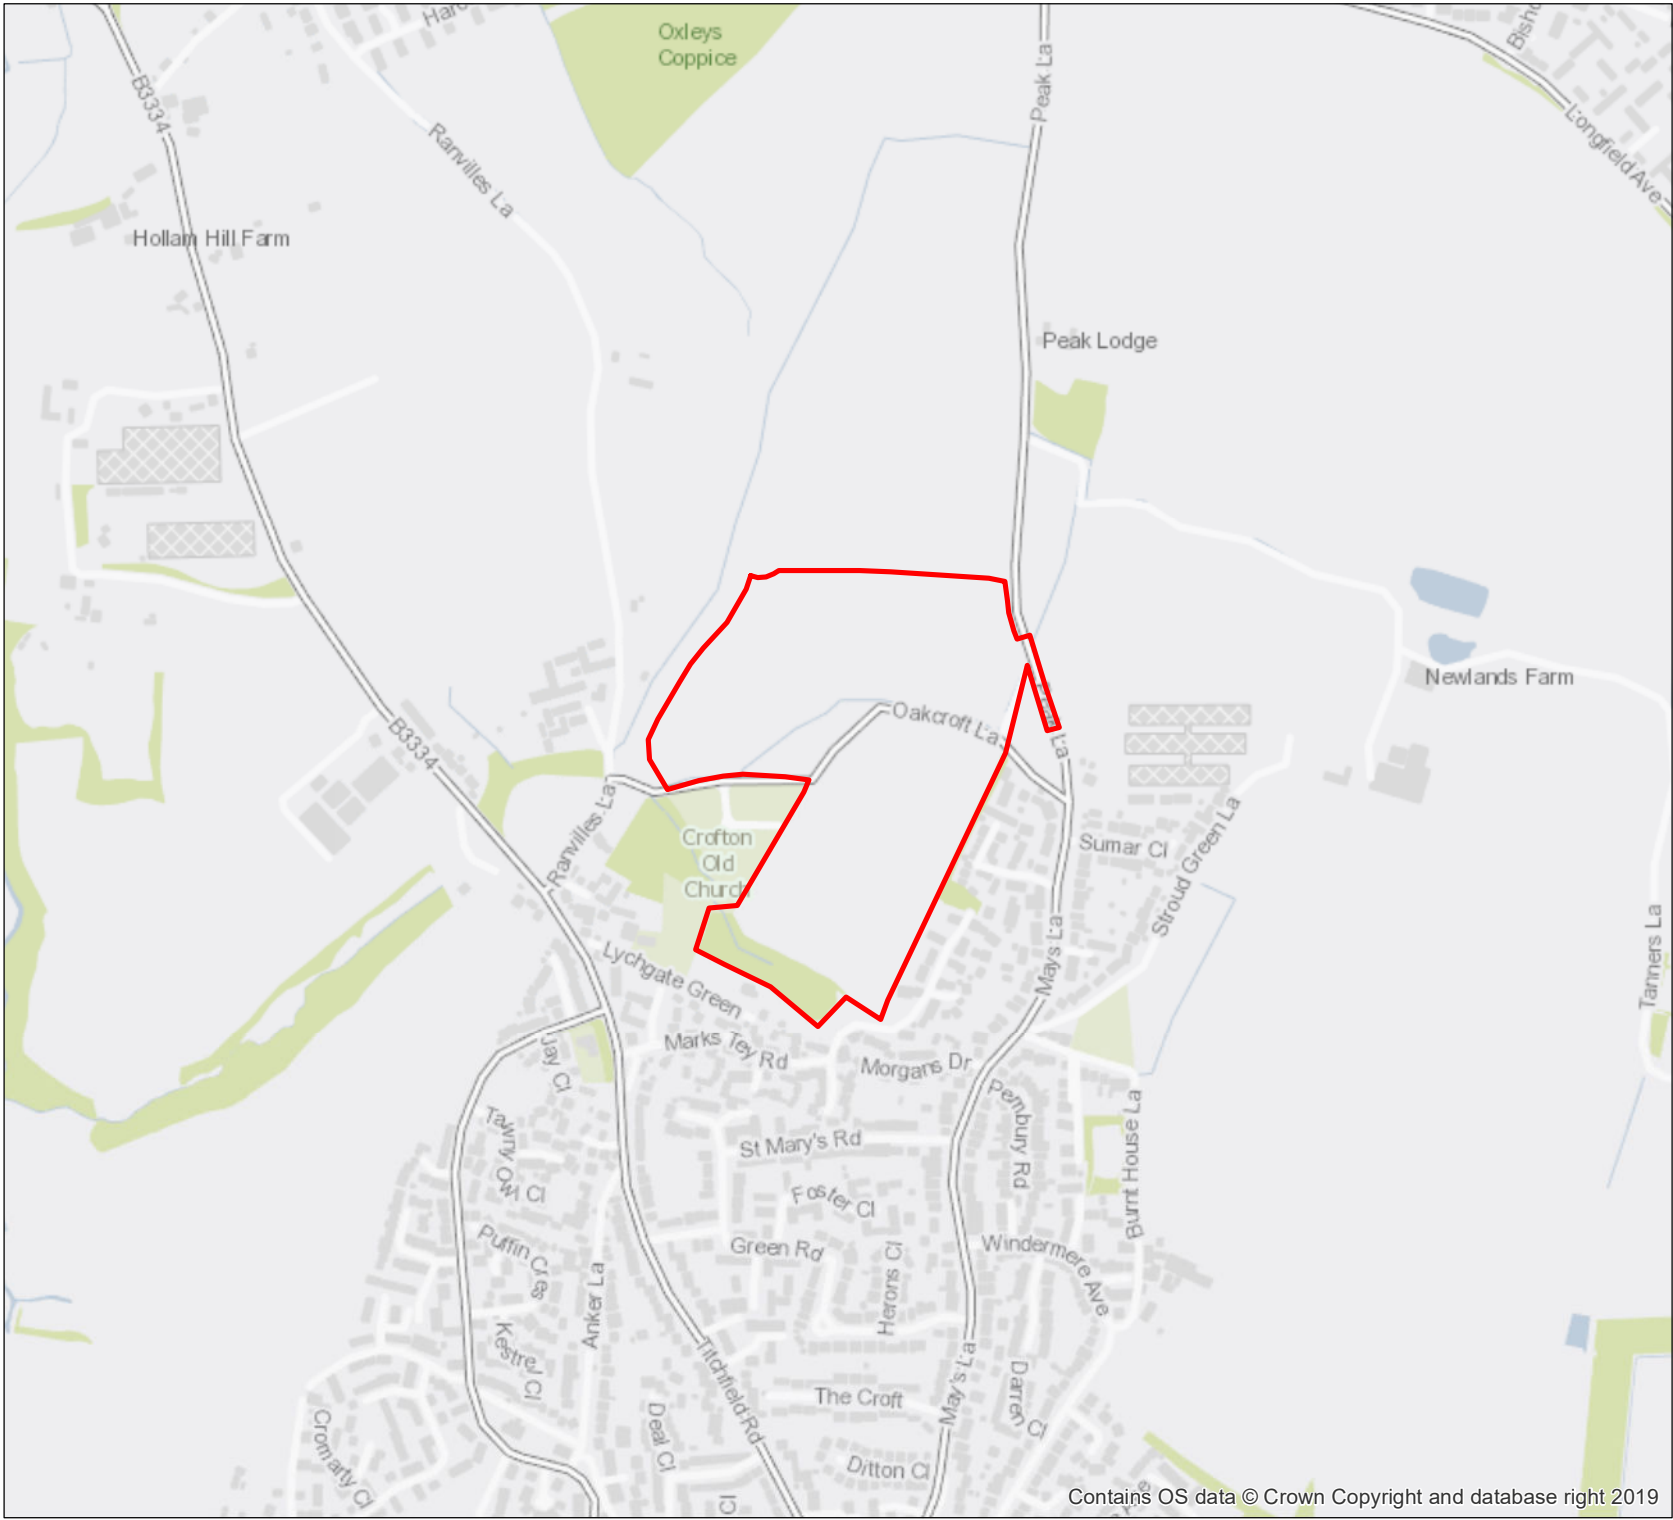 Oxleys
Coppice
Peak La
B3334
Ranvilles La
Longfield Ave
Hollam Hill Farm
Peak Lodge
Newlands Farm
Oakcroft La
B3334
La
Ranvilles La
Crofton
Old
Church
Sumar Cl
Stroud Green La
Mays La
Tanners La
Lychgate Green
Marks Tey Rd
Morgans Dr
Jay Cl
Tawny Owl Cl
St Mary's Rd
Pembury Rd
Burnt House La
Foster Cl
Puffin Cres
Green Rd
Herons Cl
Windermere Ave
Anker La
Kestrel Cl
Titchfield Rd
The Croft
May's La
Darren Cl
Cromarty Cl
Deal Cl
Ditton Cl
Cl
Contains OS data © Crown Copyright and database right 2019